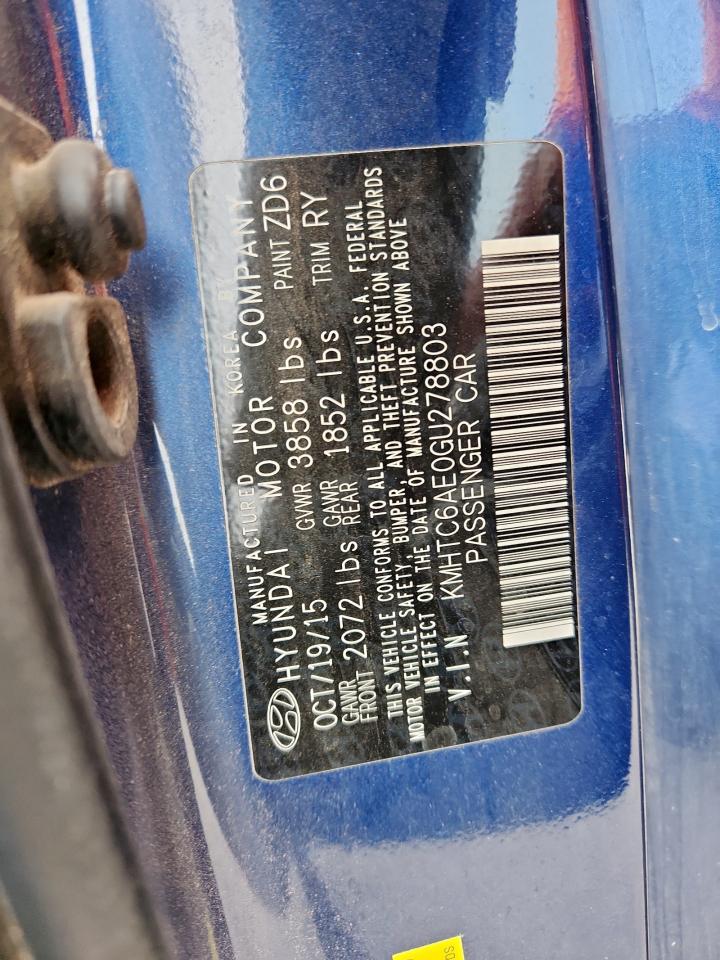 MANUFACTURED IN KOREA BY
HYUNDAI MOTOR COMPANY
OCT/19/15 GVWR 3858 lbs PAINT ZD6
GAWR FRONT 2072 lbs GAWR REAR 1852 lbs TRIM RY
THIS VEHICLE CONFORMS TO ALL APPLICABLE U.S.A. FEDERAL
MOTOR VEHICLE SAFETY, BUMPER, AND THEFT PREVENTION STANDARDS
IN EFFECT ON THE DATE OF MANUFACTURE SHOWN ABOVE
V.I.N KMHTC6AE0GU278803
PASSENGER CAR